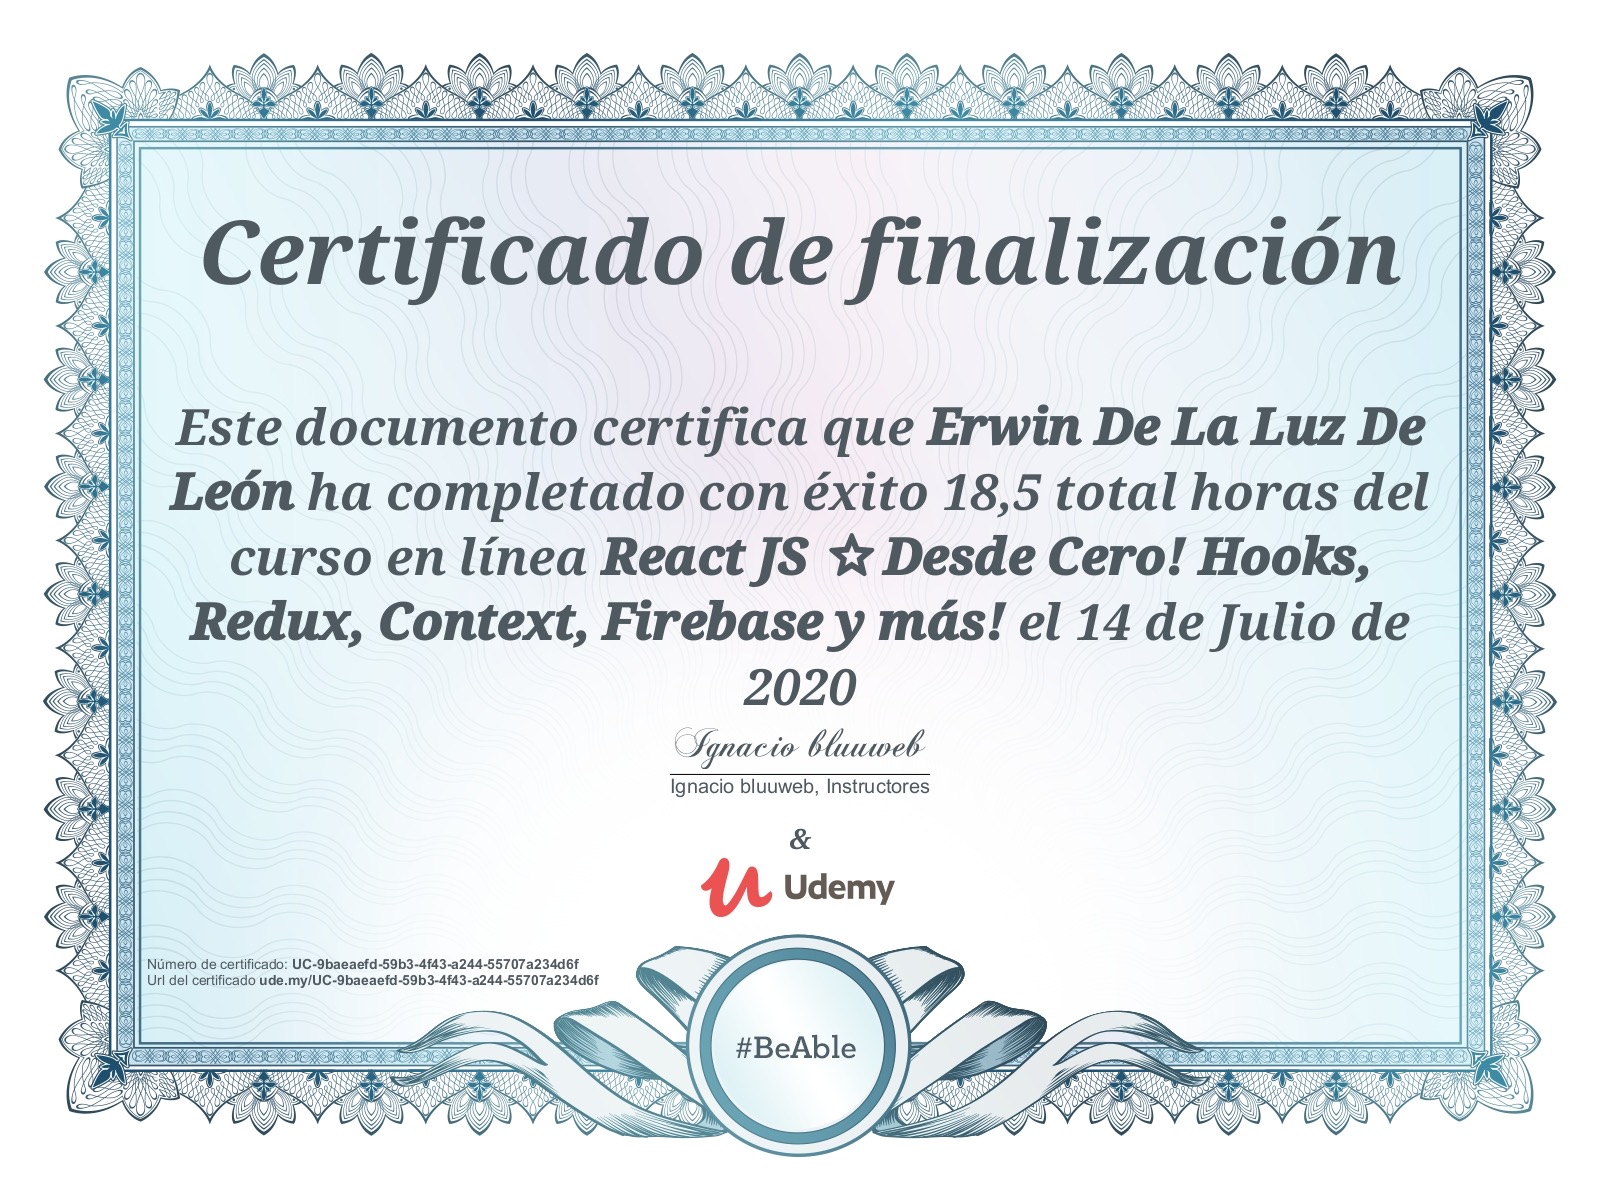 Certificado de finalización
Este documento certifica que Erwin De La Luz De
León ha completado con éxito 18,5 total horas del
curso en línea React JS ☆ Desde Cero! Hooks,
Redux, Context, Firebase y más! el 14 de Julio de
2020
Ignacio bluuweb
Ignacio bluuweb, Instructores
&
Udemy
Número de certificado: UC-9baeaefd-59b3-4f43-a244-55707a234d6f
Url del certificado ude.my/UC-9baeaefd-59b3-4f43-a244-55707a234d6f
#BeAble